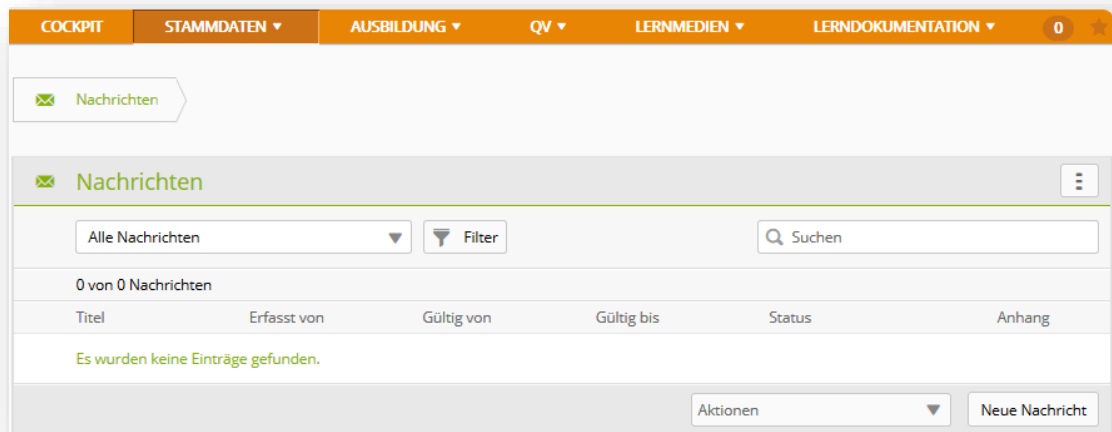 COCKPIT STAMMDATEN ▼ AUSBILDUNG ▼ QV ▼ LERNMEDIEN ▼ LERNDOKUMENTATION ▼ 0
Nachrichten
Nachrichten
Alle Nachrichten Filter Suchen
0 von 0 Nachrichten
Titel Erfasst von Gültig von Gültig bis Status Anhang
Es wurden keine Einträge gefunden.
Aktionen Neue Nachricht